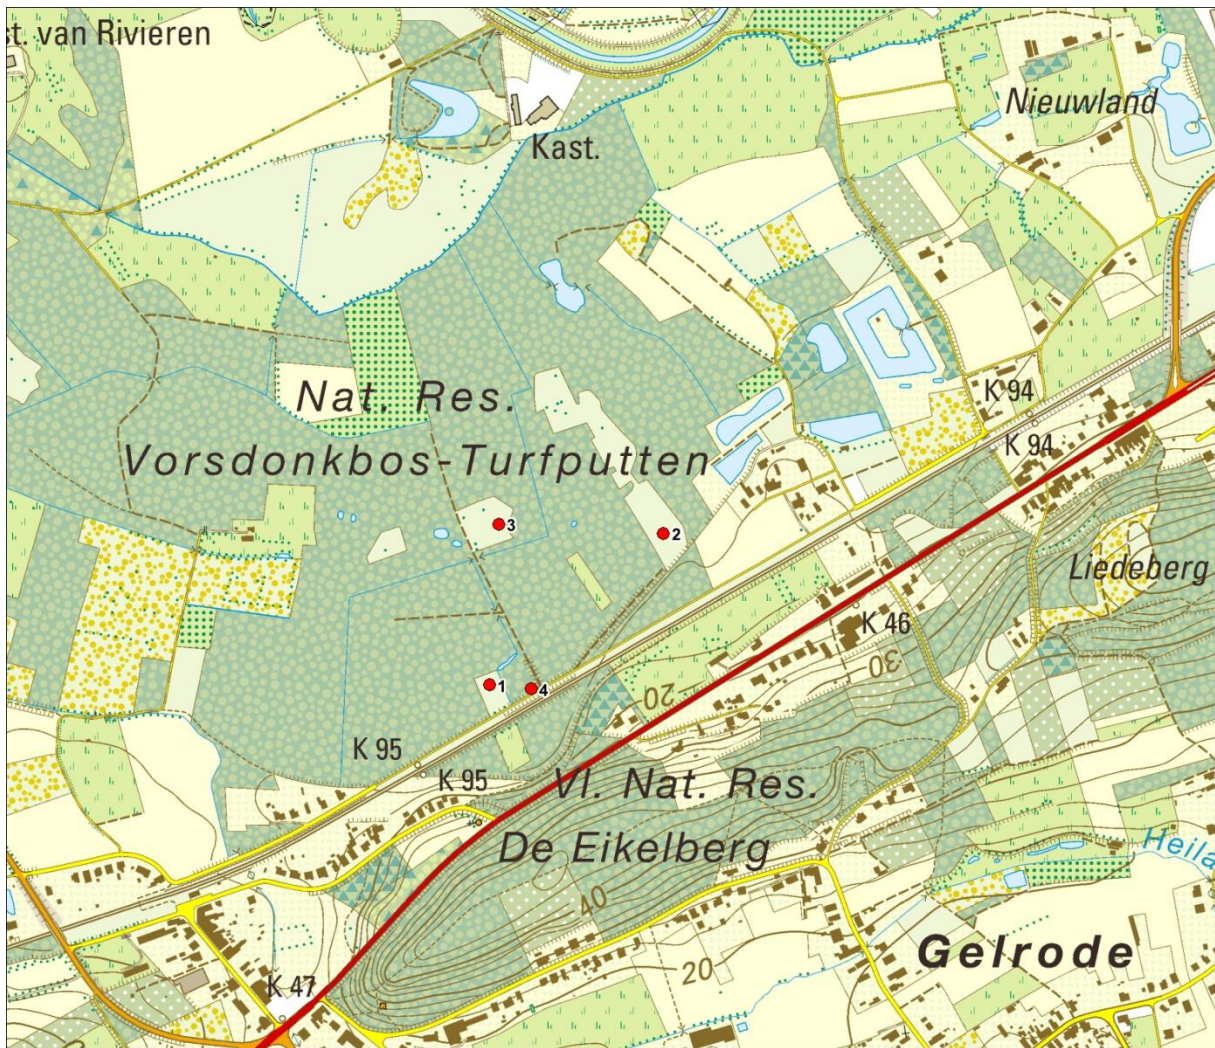 st. van Rivieren
Nieuwland
Kast.
Nat. Res.
K 94
Vorsdonkbos-Turfputten
K 94
3
2
Liedeberg
K 46
30
1
4
20
K 95
K 95
Vl. Nat. Res.
De Eikelberg
Heila
40
Gelrode
20
K 47